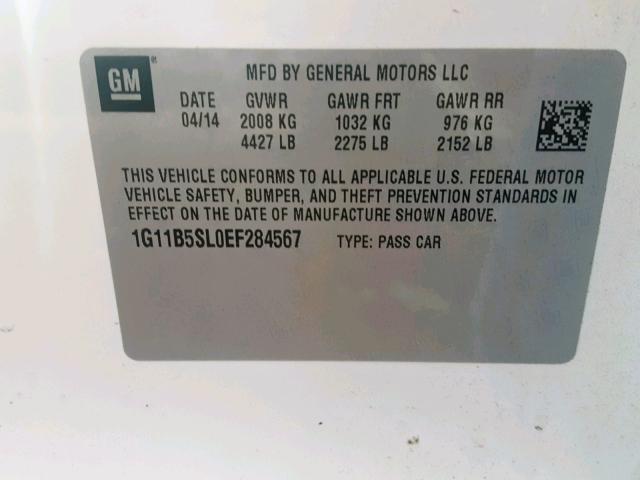 GM
MFD BY GENERAL MOTORS LLC
DATE GVWR GAWR FRT GAWR RR
04/14 2008 KG 1032 KG 976 KG
4427 LB 2275 LB 2152 LB
THIS VEHICLE CONFORMS TO ALL APPLICABLE U.S. FEDERAL MOTOR
VEHICLE SAFETY, BUMPER, AND THEFT PREVENTION STANDARDS IN
EFFECT ON THE DATE OF MANUFACTURE SHOWN ABOVE.
1G11B5SL0EF284567 TYPE: PASS CAR